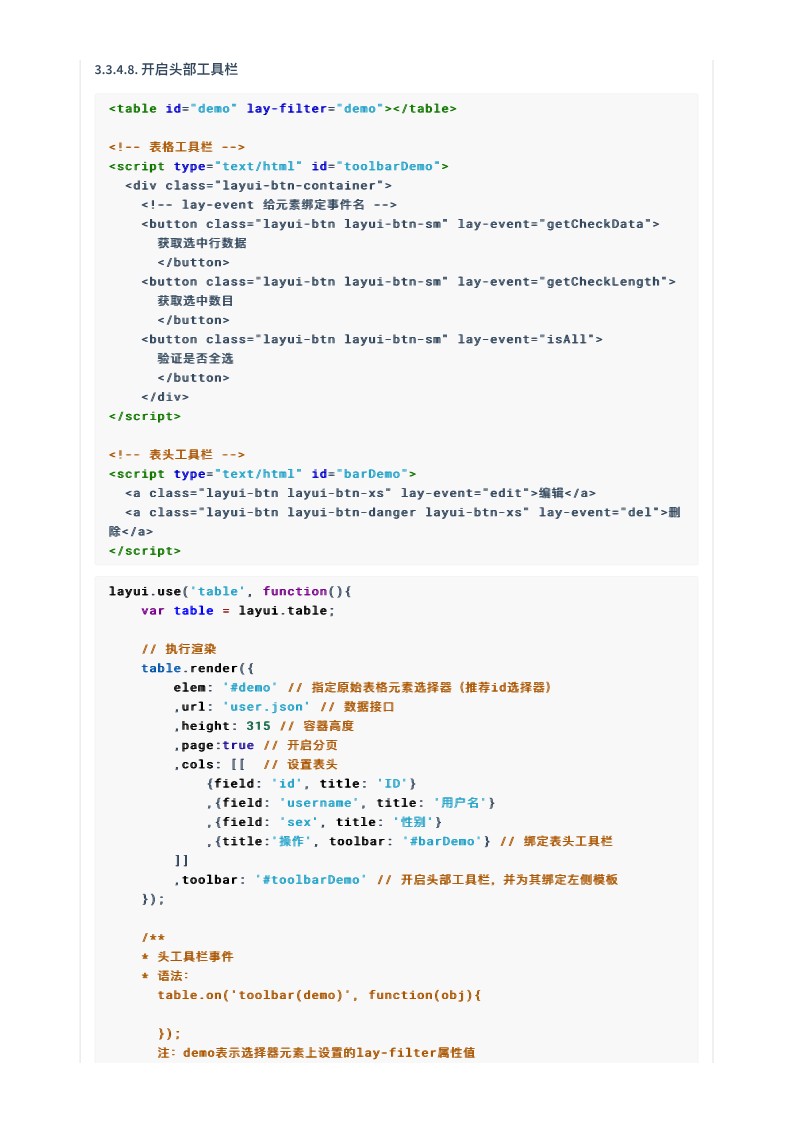 3.3.4.8. 开启头部工具栏
<table id="demo" lay-filter="demo"></table>
<!-- 表格工具栏 -->
<script type="text/html" id="toolbarDemo">
  <div class="layui-btn-container">
    <!-- lay-event 给元素绑定事件名 -->
    <button class="layui-btn layui-btn-sm" lay-event="getCheckData">
      获取选中行数据
      </button>
    <button class="layui-btn layui-btn-sm" lay-event="getCheckLength">
      获取选中数目
      </button>
    <button class="layui-btn layui-btn-sm" lay-event="isAll">
      验证是否全选
      </button>
    </div>
</script>
<!-- 表头工具栏 -->
<script type="text/html" id="barDemo">
  <a class="layui-btn layui-btn-xs" lay-event="edit">编辑</a>
  <a class="layui-btn layui-btn-danger layui-btn-xs" lay-event="del">删
除</a>
</script>
layui.use('table', function(){
    var table = layui.table;
    // 执行渲染
    table.render({
        elem: '#demo' // 指定原始表格元素选择器（推荐id选择器）
        ,url: 'user.json' // 数据接口
        ,height: 315 // 容器高度
        ,page:true // 开启分页
        ,cols: [[  // 设置表头
            {field: 'id', title: 'ID'}
            ,{field: 'username', title: '用户名'}
            ,{field: 'sex', title: '性别'}
            ,{title:'操作', toolbar: '#barDemo'} // 绑定表头工具栏
        ]]
        ,toolbar: '#toolbarDemo' // 开启头部工具栏，并为其绑定左侧模板
    });
    /**
    * 头工具栏事件
    * 语法：
      table.on('toolbar(demo)', function(obj){
      });
      注：demo表示选择器元素上设置的lay-filter属性值